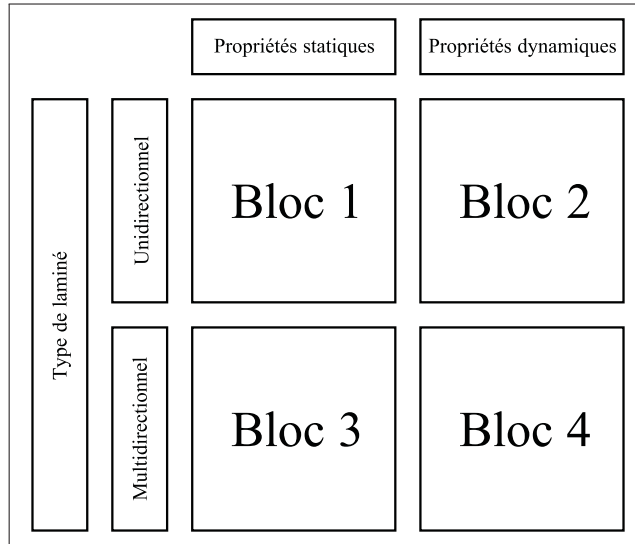 Propriétés statiques
Propriétés dynamiques
Type de laminé
Unidirectionnel
Bloc 1
Bloc 2
Multidirectionnel
Bloc 3
Bloc 4